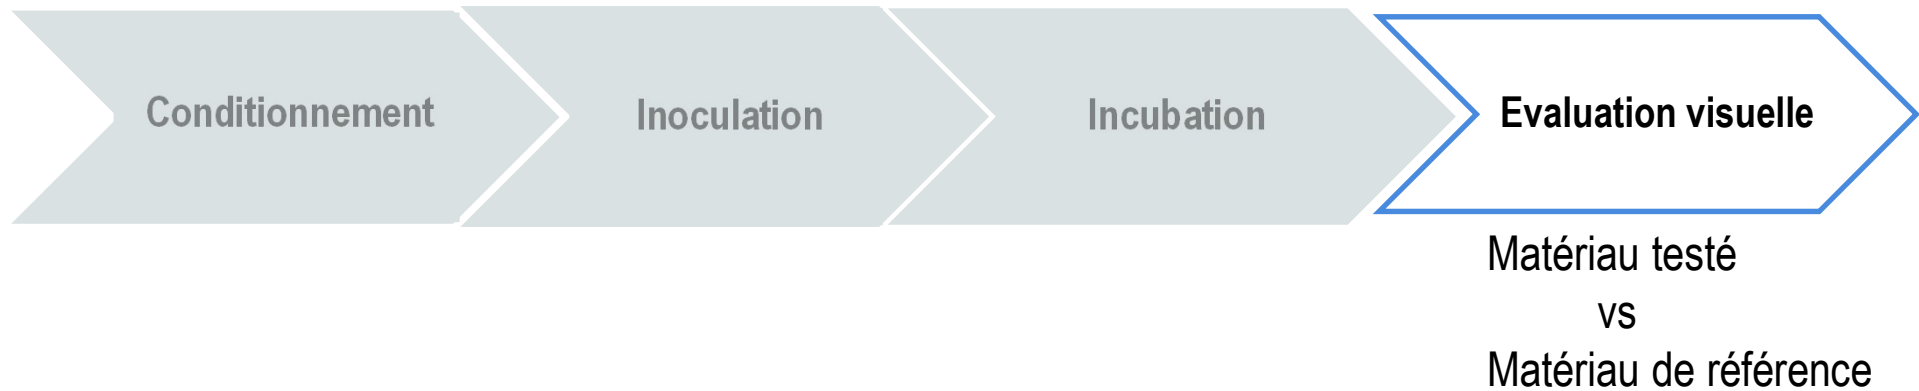 Conditionnement
Inoculation
Incubation
Evaluation visuelle
Matériau testé
vs
Matériau de référence